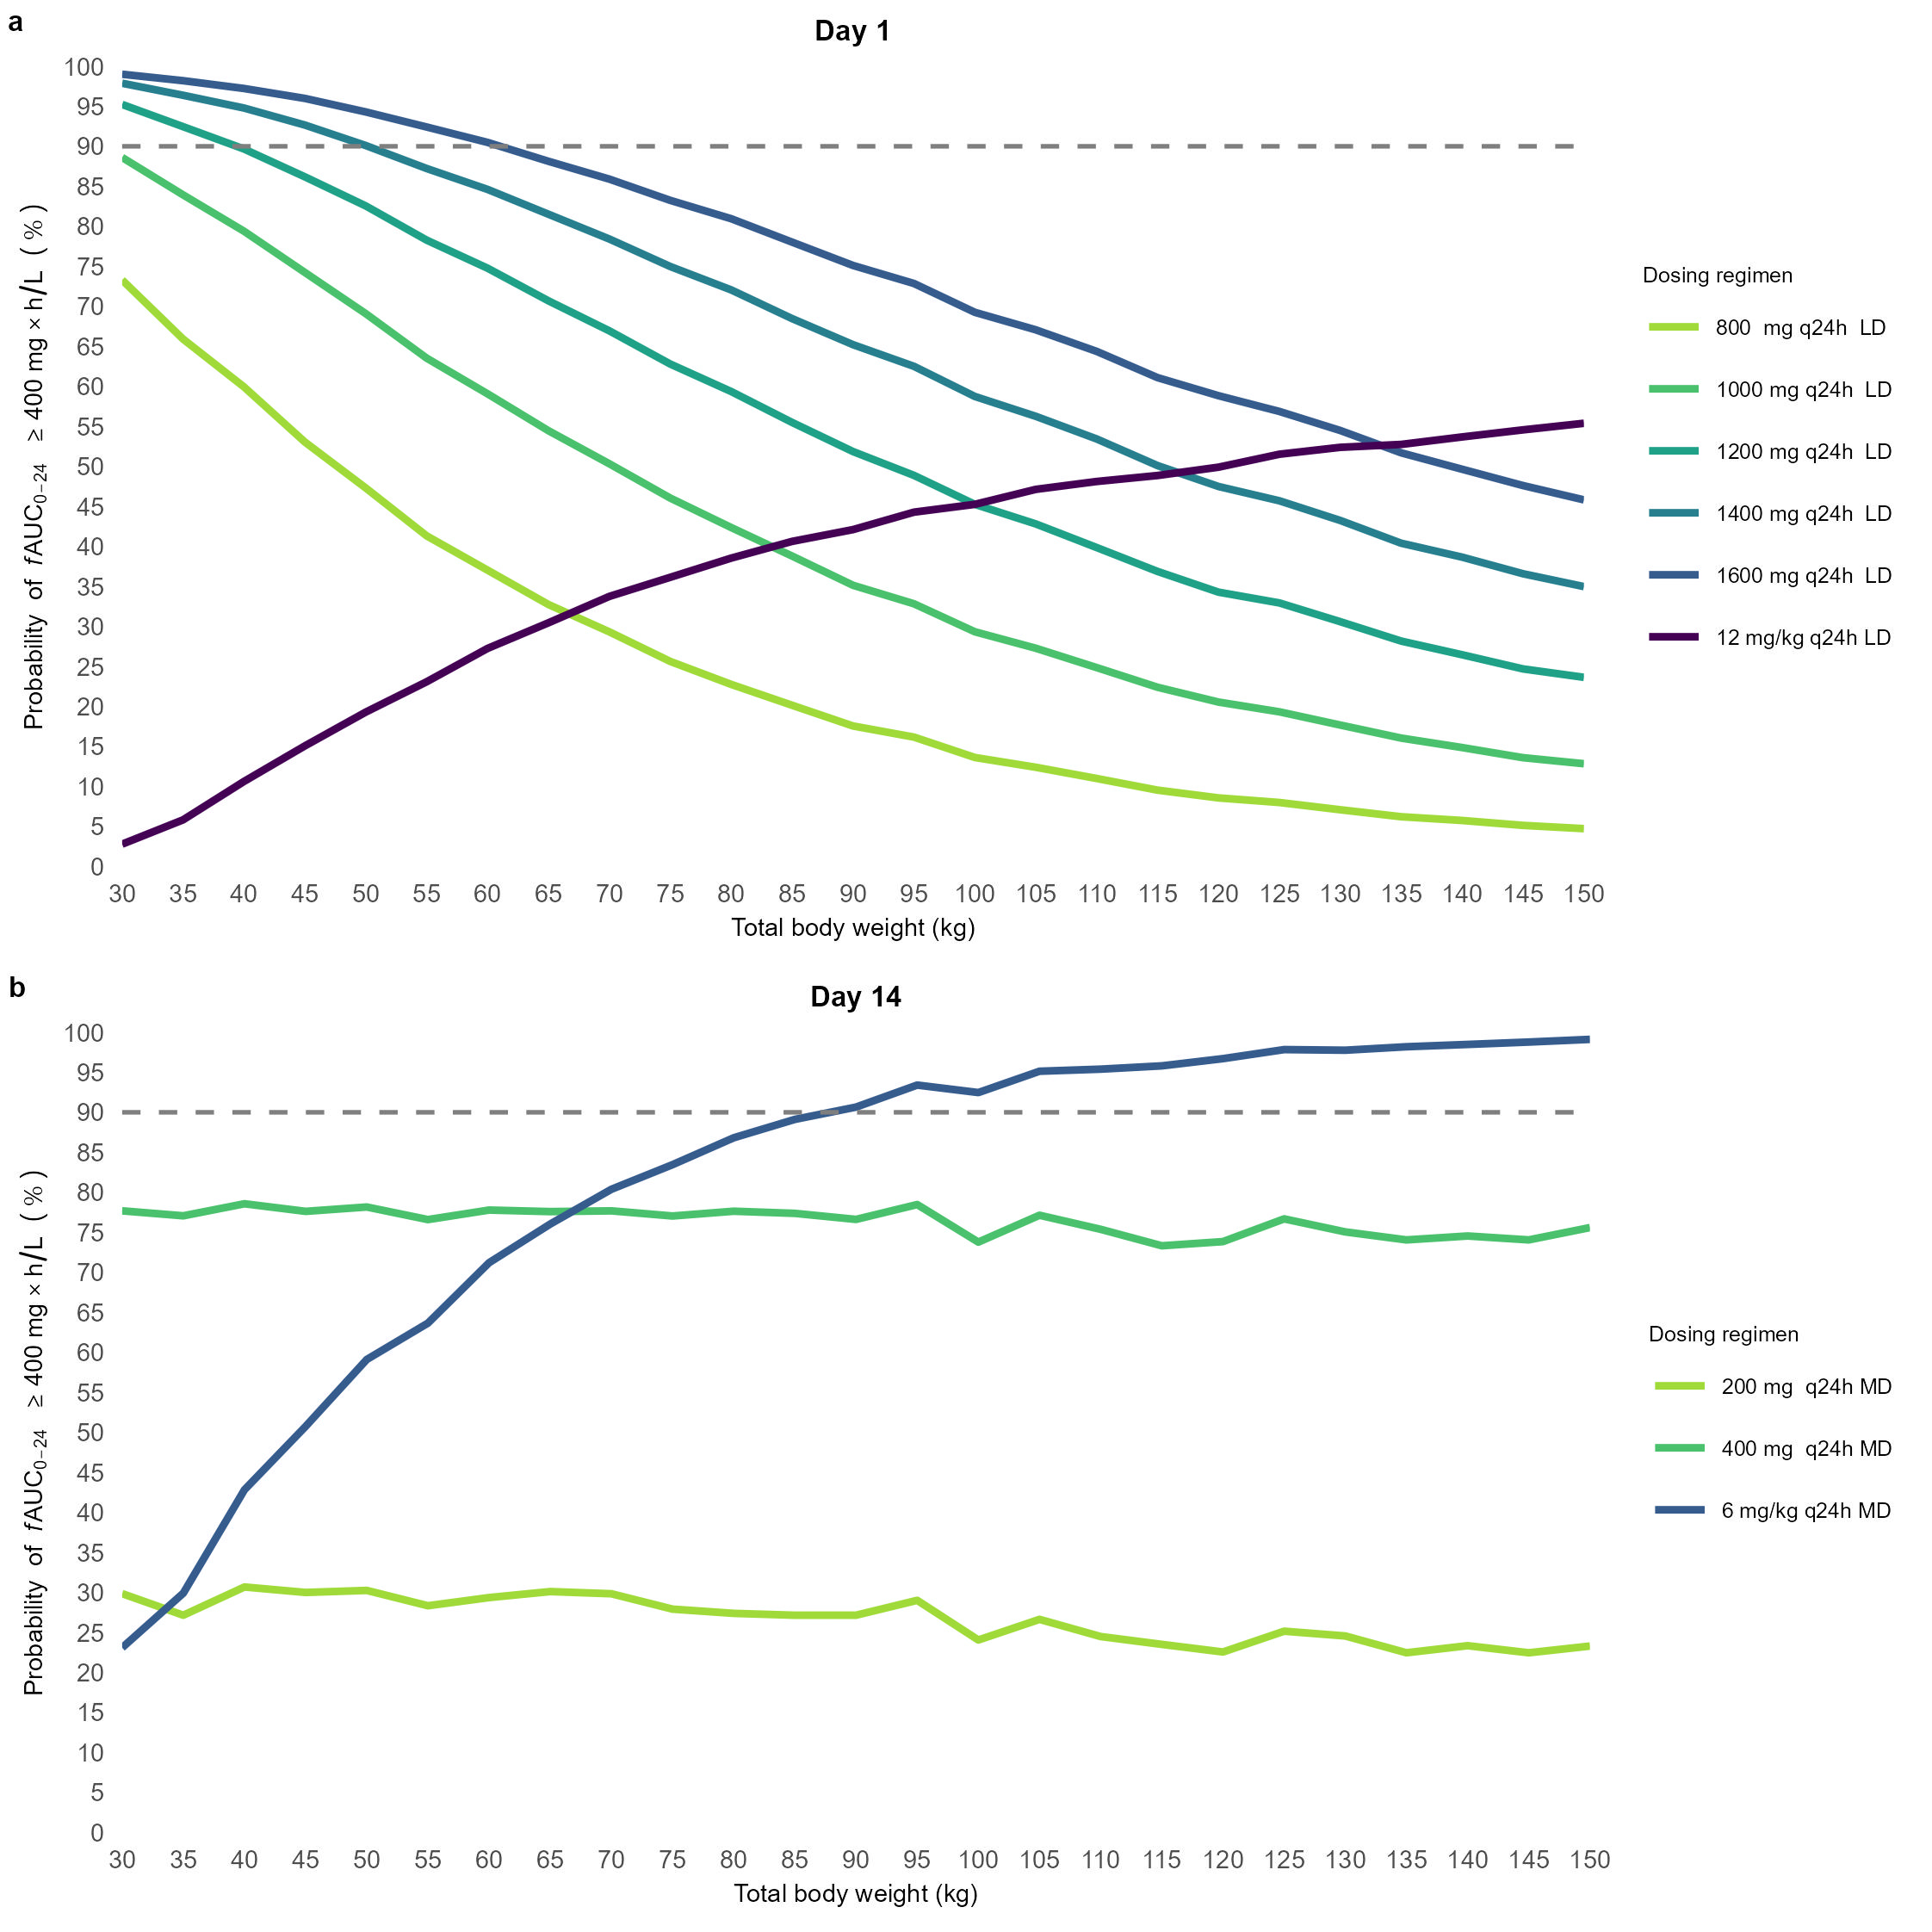 a
Day 1
100
95
90
85
80
75
70
65
60
55
50
45
40
35
30
25
20
15
10
5
0
Probability of fAUC0−24 ≥ 400 mg × h/L ( % )
30 35 40 45 50 55 60 65 70 75 80 85 90 95 100 105 110 115 120 125 130 135 140 145 150
Total body weight (kg)
Dosing regimen
800 mg q24h LD
1000 mg q24h LD
1200 mg q24h LD
1400 mg q24h LD
1600 mg q24h LD
12 mg/kg q24h LD
b
Day 14
100
95
90
85
80
75
70
65
60
55
50
45
40
35
30
25
20
15
10
5
0
Probability of fAUC0−24 ≥ 400 mg × h/L ( % )
30 35 40 45 50 55 60 65 70 75 80 85 90 95 100 105 110 115 120 125 130 135 140 145 150
Total body weight (kg)
Dosing regimen
200 mg q24h MD
400 mg q24h MD
6 mg/kg q24h MD